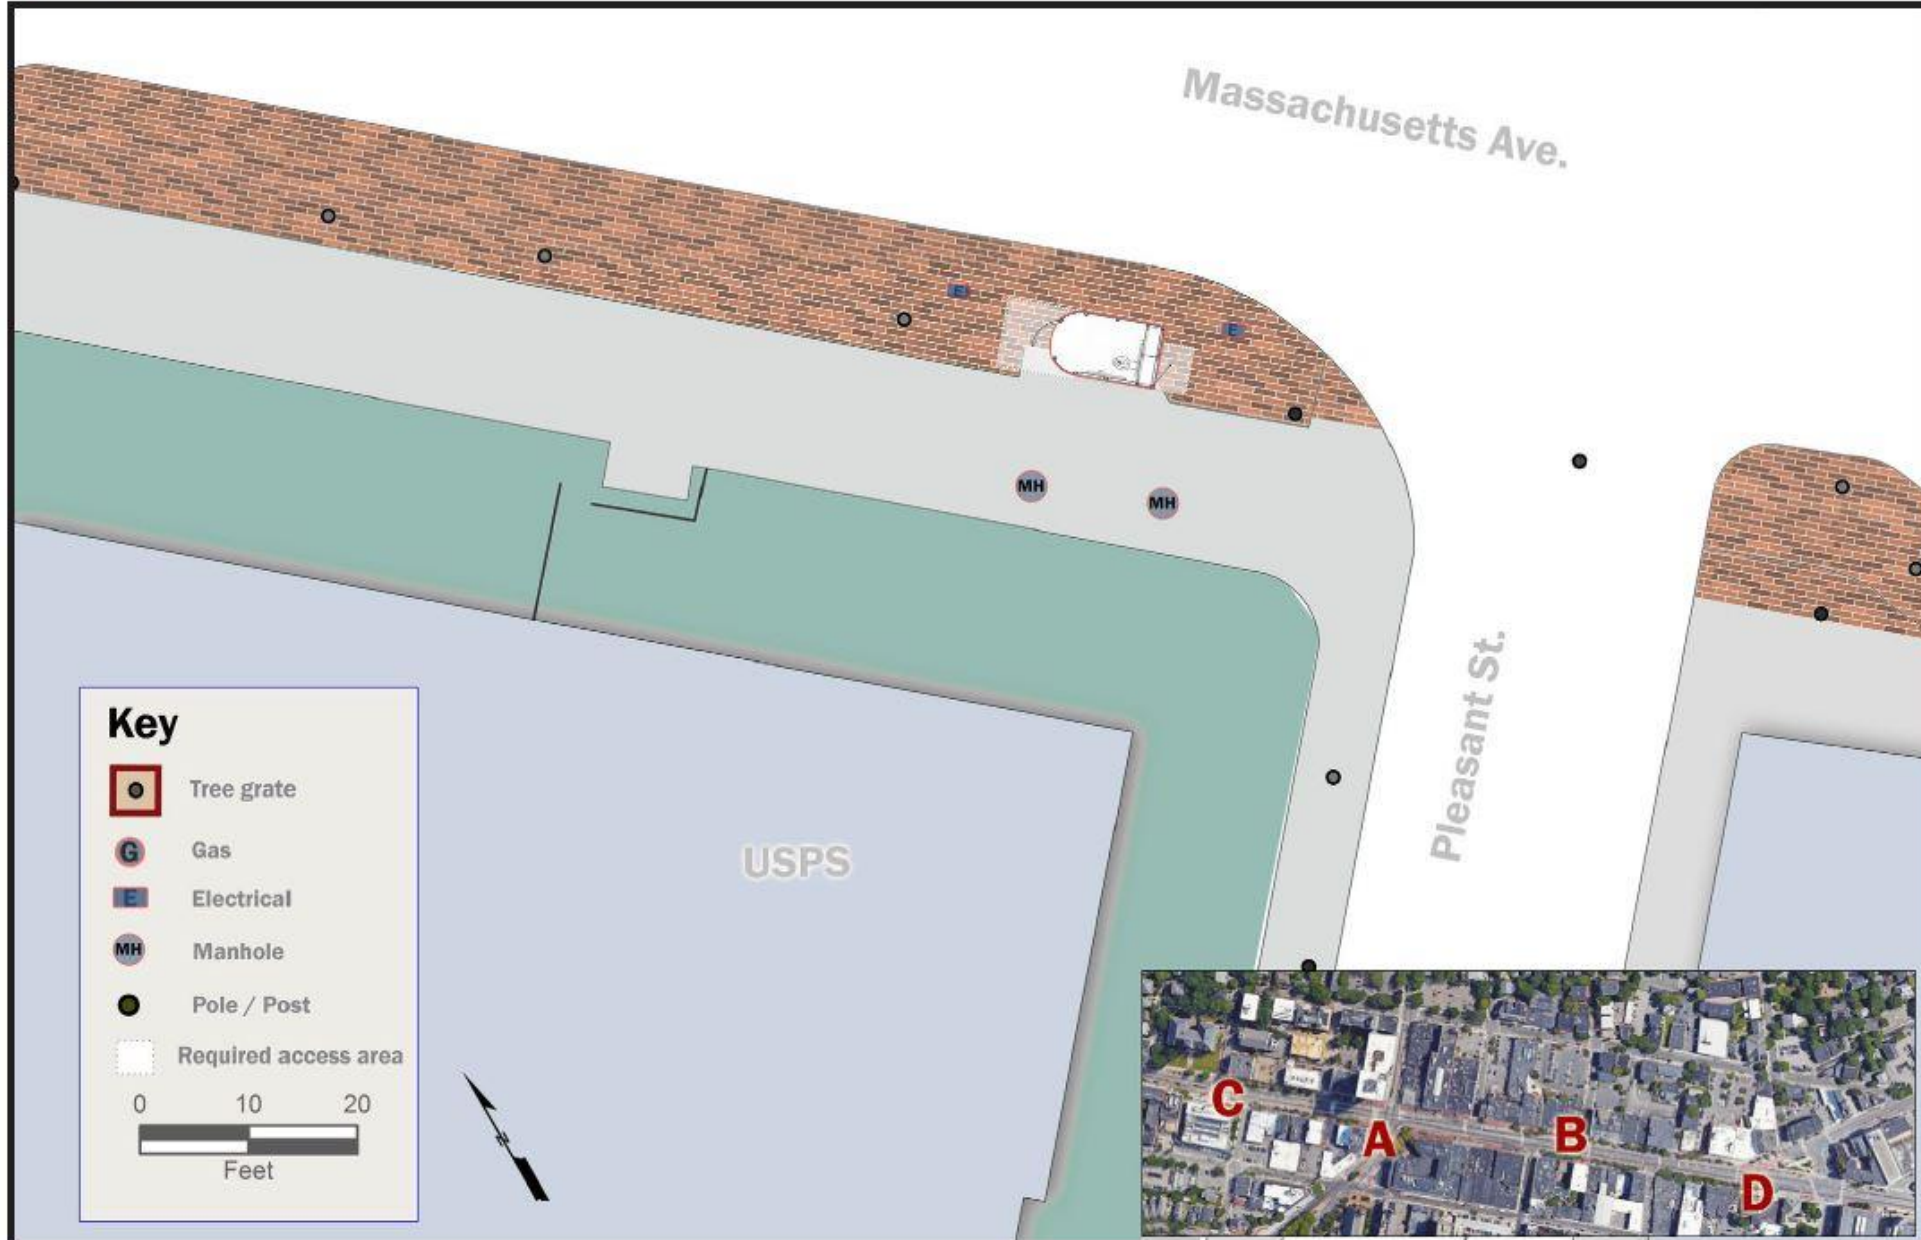 Massachusetts Ave.
E
E
MH
MH
Pleasant St.
USPS
Key
Tree grate
G Gas
E Electrical
MH Manhole
Pole / Post
Required access area
0 10 20
Feet
N
C
A
B
D